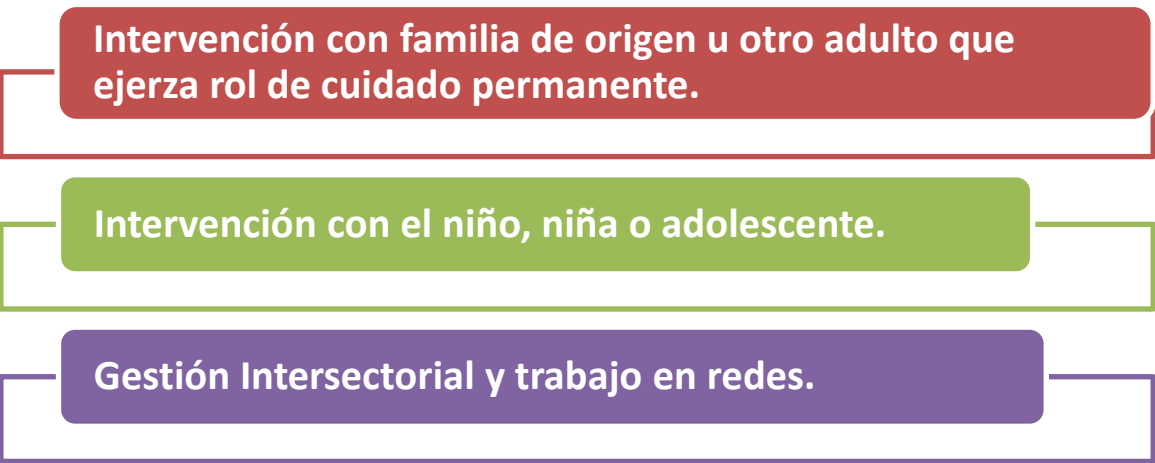 Intervención con familia de origen u otro adulto que
ejerza rol de cuidado permanente.
Intervención con el niño, niña o adolescente.
Gestión Intersectorial y trabajo en redes.